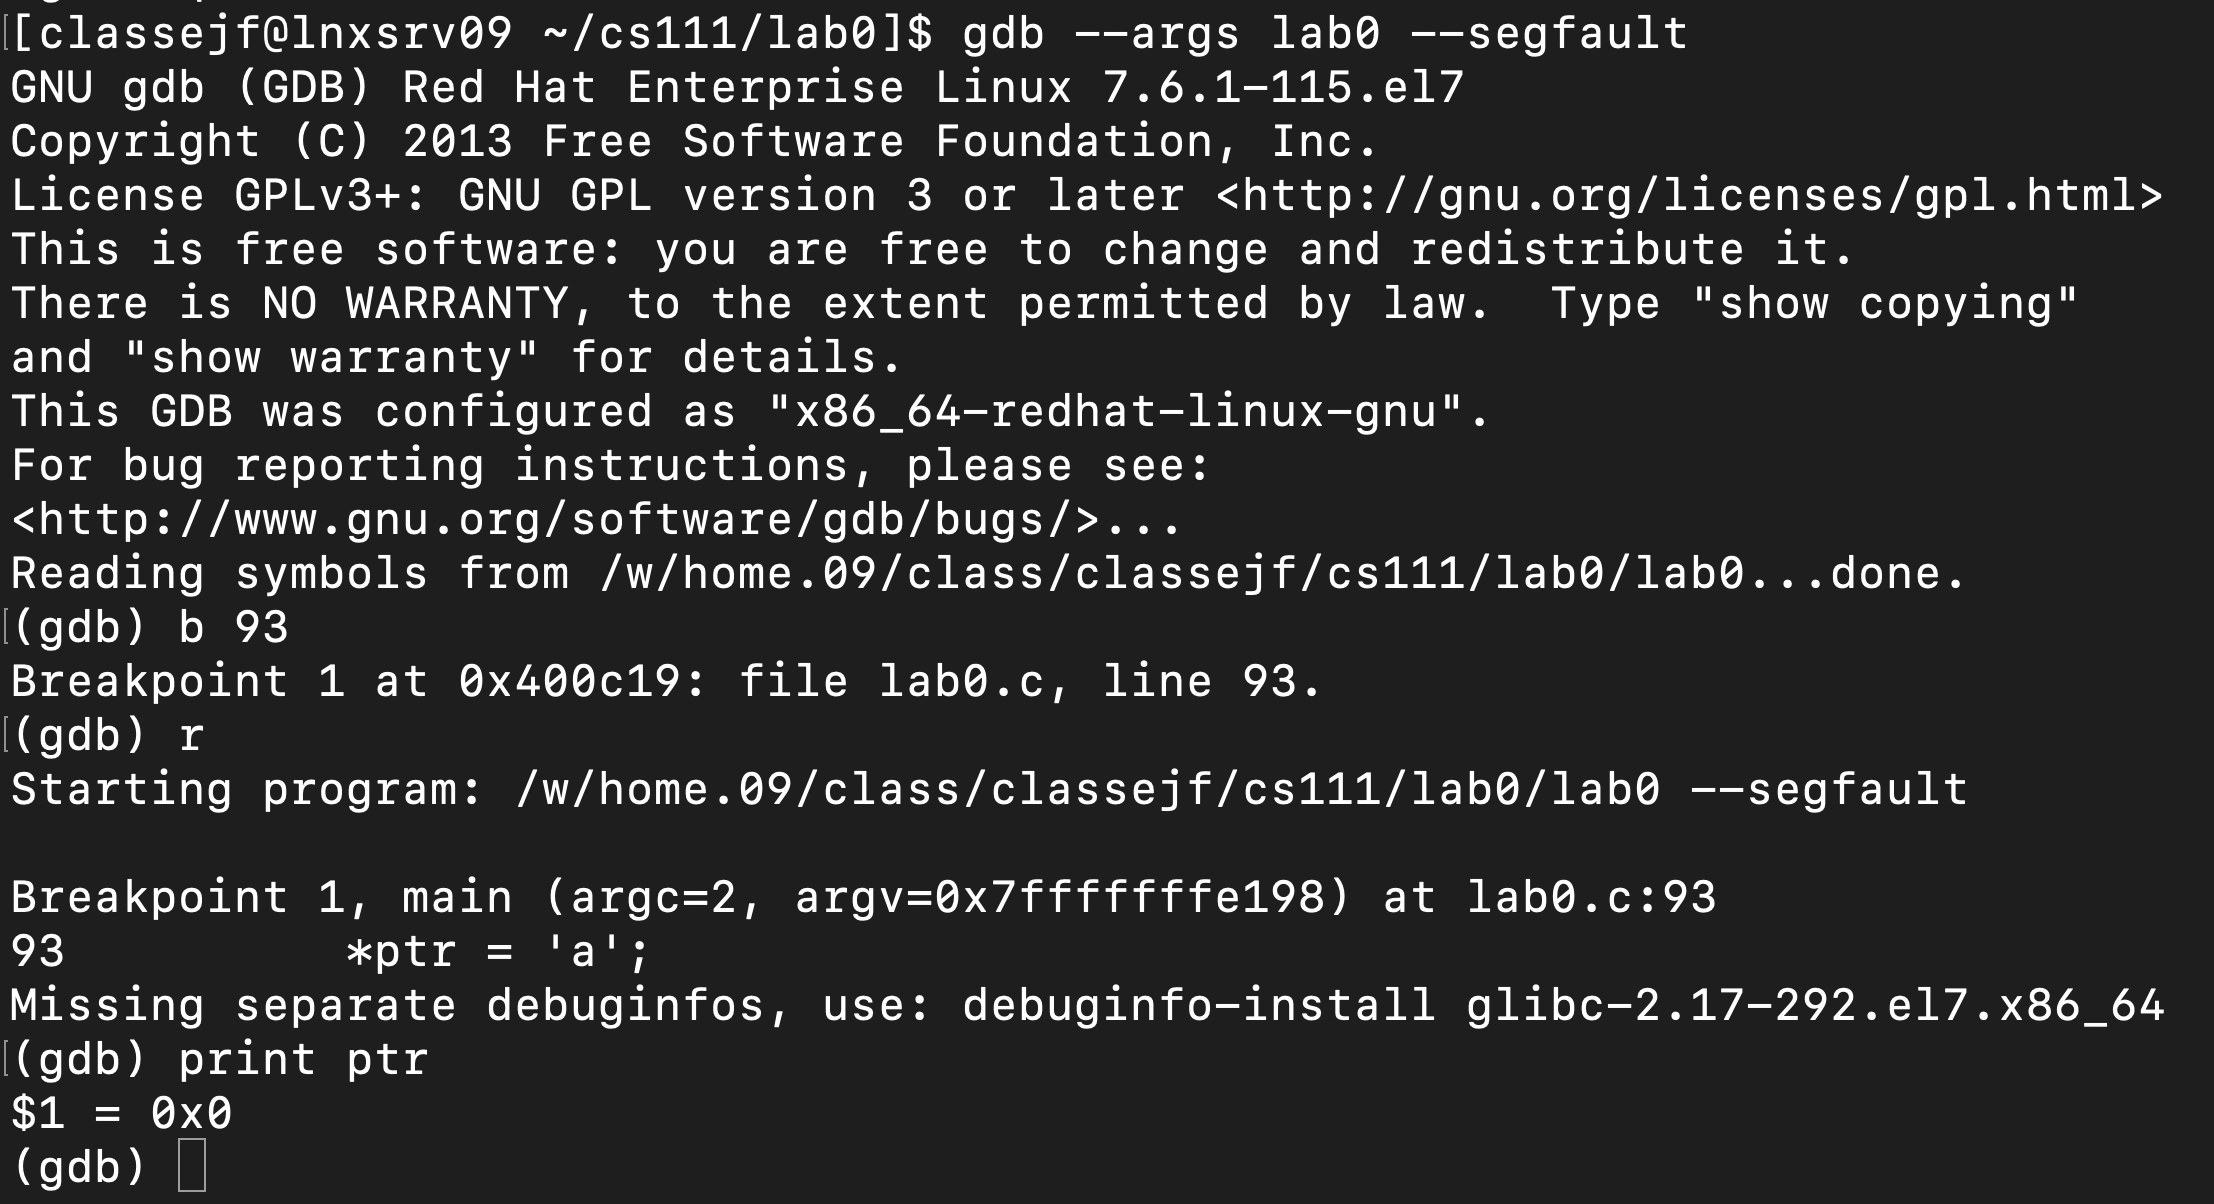 [classejf@lnxsrv09 ~/cs111/lab0]$ gdb --args lab0 --segfault
GNU gdb (GDB) Red Hat Enterprise Linux 7.6.1-115.el7
Copyright (C) 2013 Free Software Foundation, Inc.
License GPLv3+: GNU GPL version 3 or later <http://gnu.org/licenses/gpl.html>
This is free software: you are free to change and redistribute it.
There is NO WARRANTY, to the extent permitted by law.  Type "show copying"
and "show warranty" for details.
This GDB was configured as "x86_64-redhat-linux-gnu".
For bug reporting instructions, please see:
<http://www.gnu.org/software/gdb/bugs/>...
Reading symbols from /w/home.09/class/classejf/cs111/lab0/lab0...done.
(gdb) b 93
Breakpoint 1 at 0x400c19: file lab0.c, line 93.
(gdb) r
Starting program: /w/home.09/class/classejf/cs111/lab0/lab0 --segfault
Breakpoint 1, main (argc=2, argv=0x7fffffffe198) at lab0.c:93
93          *ptr = 'a';
Missing separate debuginfos, use: debuginfo-install glibc-2.17-292.el7.x86_64
(gdb) print ptr
$1 = 0x0
(gdb)